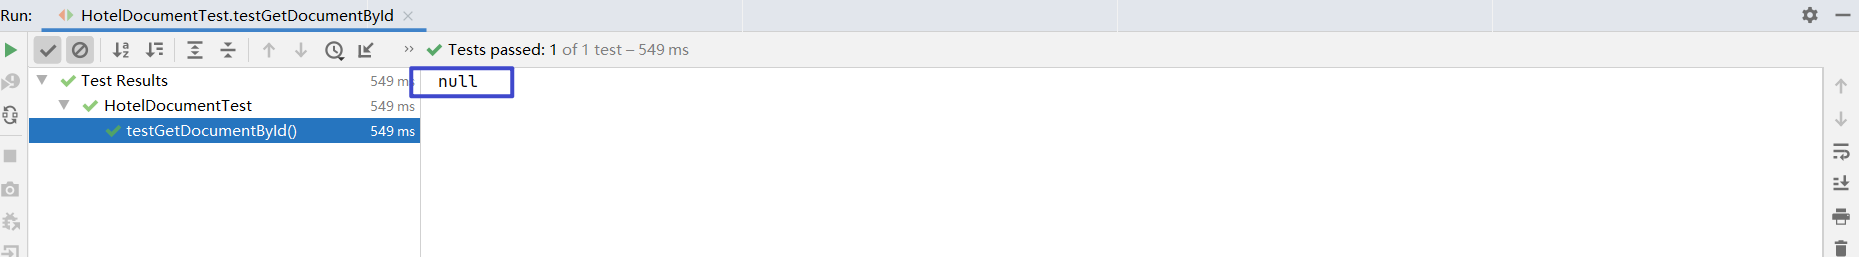 Run: HotelDocumentTest.testGetDocumentById
Tests passed: 1 of 1 test – 549 ms
Test Results 549 ms
null
HotelDocumentTest 549 ms
testGetDocumentById() 549 ms